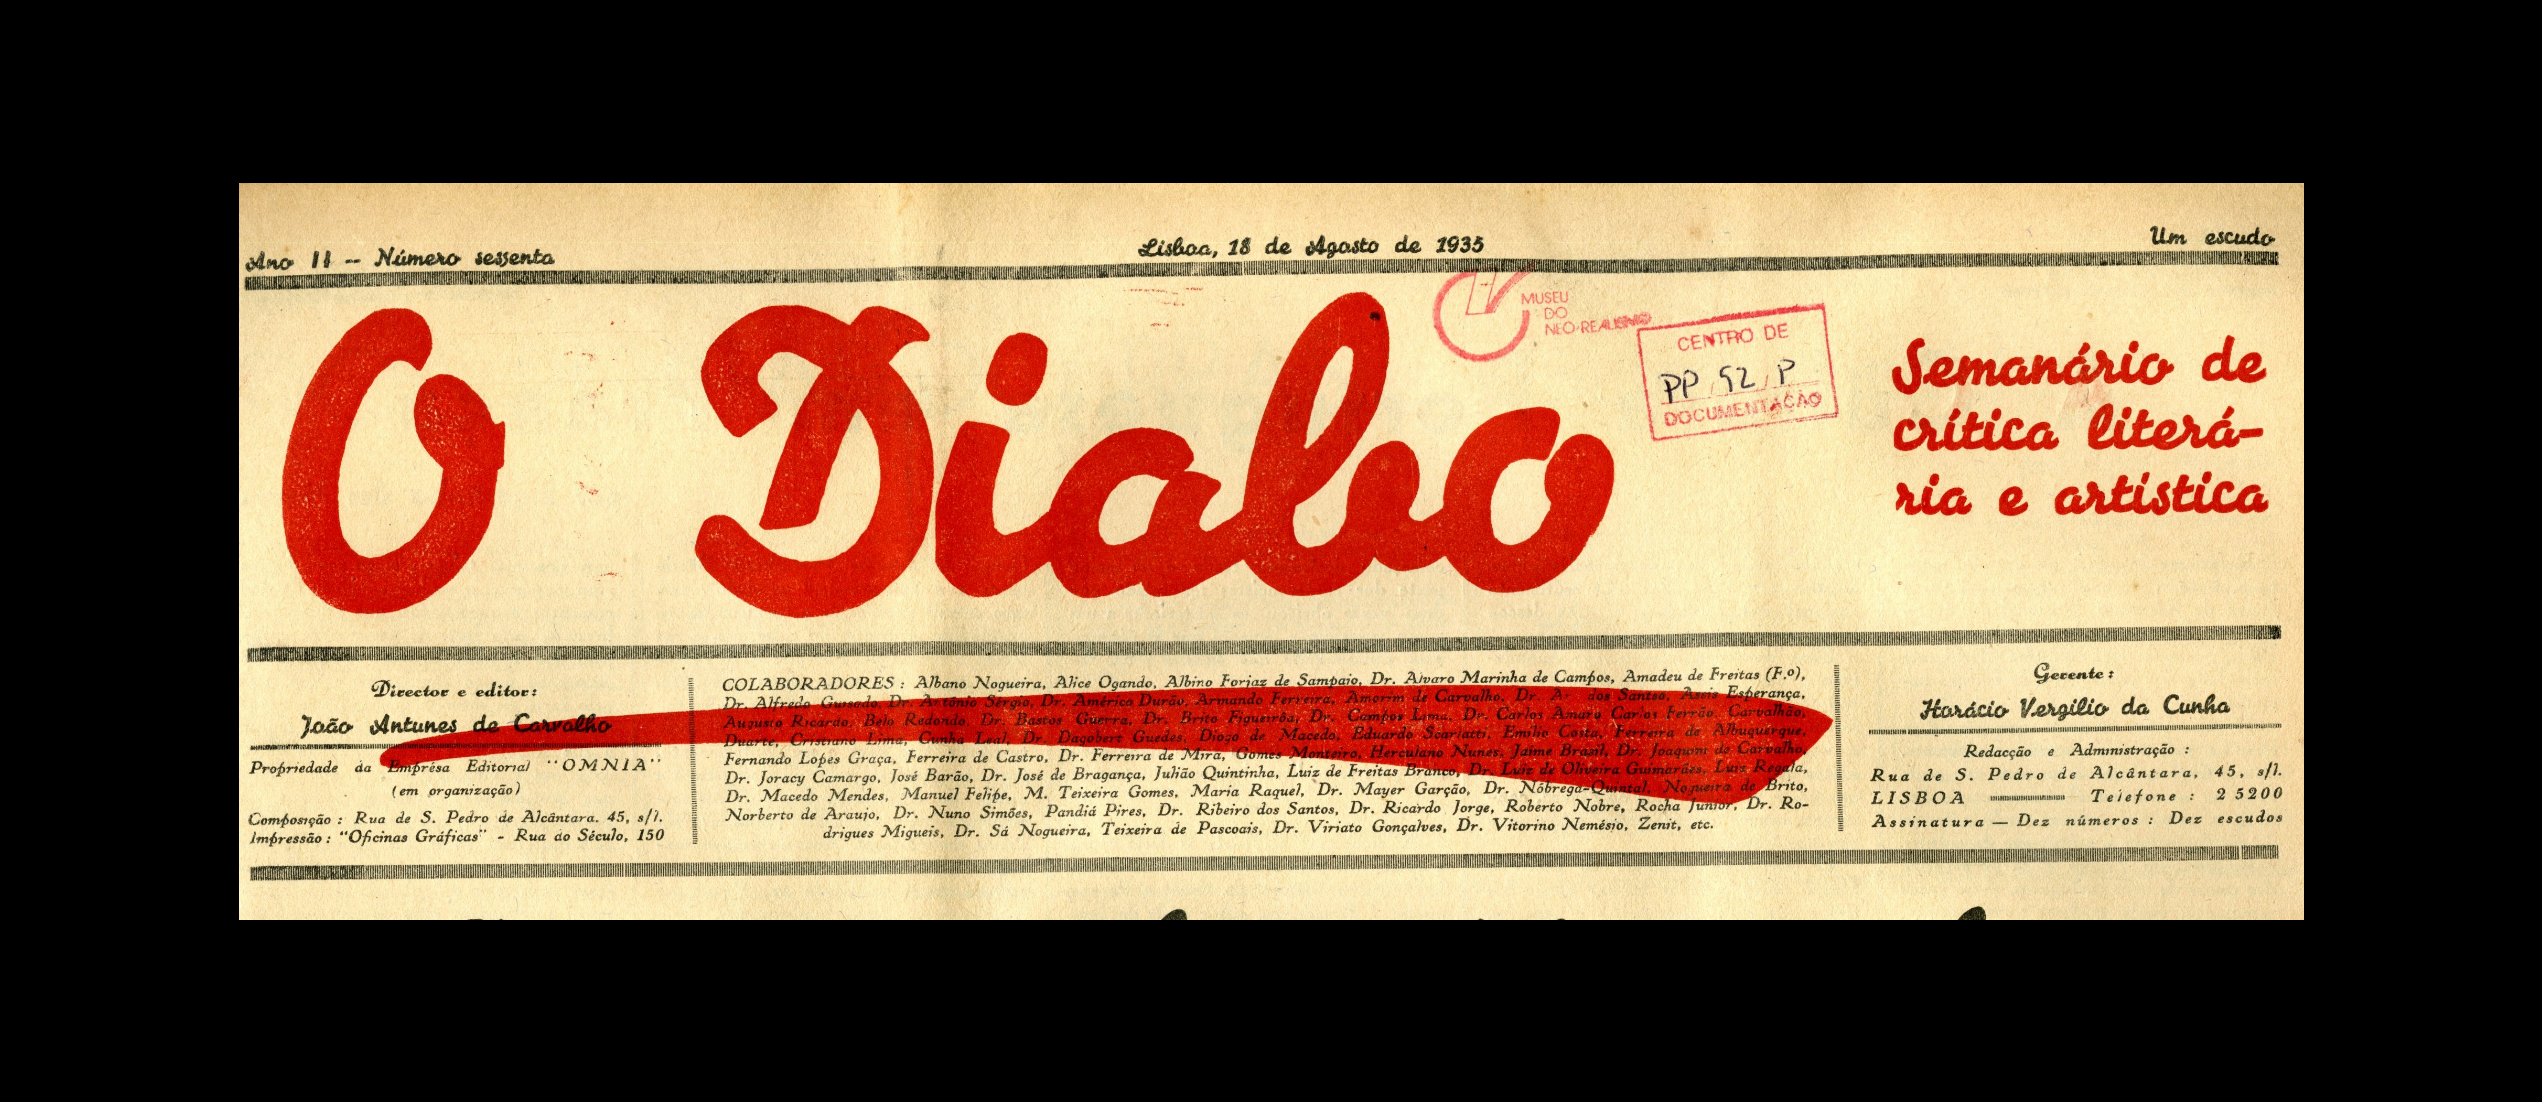 Ano II -- Número sessenta
Lisboa, 18 de Agosto de 1935
Um escudo
O Diabo
MUSEU
DO
NEO-REALISMO
CENTRO DE
PP 52 P
DOCUMENTAÇÃO
Semanário de
crítica literá-
ria e artística
Director e editor:
João Antunes de Carvalho
Propriedade da Emprêsa Editorial "OMNIA"
(em organização)
Composição : Rua de S. Pedro de Alcântara. 45, s/l.
Impressão : "Oficinas Gráficas" - Rua do Século, 150
COLABORADORES : Albano Nogueira, Alice Ogando, Albino Forjaz de Sampaio, Dr. Alvaro Marinha de Campos, Amadeu de Freitas (F.º),
Dr. Alfredo Guisado, Dr. António Sérgio, Dr. Américo Durão, Armando Ferreira, Amorim de Carvalho, Dr. dos Santos, Assis Esperança,
Augusto Ricardo, Belo Redondo, Dr. Bastos Guerra, Dr. Brito Figueirôa, Dr. Campos Lima, Dr. Carlos Amaro Carlos Ferrão, Carvalhão,
Duarte, Cristiano Lima, Cunha Leal, Dr. Dagobert Guedes, Diogo de Macedo, Eduardo Scarlatti, Emílio Costa, Ferreira de Albuquerque,
Fernando Lopes Graça, Ferreira de Castro, Dr. Ferreira de Mira, Gomes Monteiro, Herculano Nunes, Jaime Brasil, Dr. Joaquim de Carvalho,
Dr. Joracy Camargo, José Barão, Dr. José de Bragança, Julião Quintinha, Luiz de Freitas Branco, Dr. Luiz de Oliveira Guimarães, Luiz Regala,
Dr. Macedo Mendes, Manuel Felipe, M. Teixeira Gomes, Maria Raquel, Dr. Mayer Garção, Dr. Nóbrega-Quintal, Nogueira de Brito,
Norberto de Araujo, Dr. Nuno Simões, Pandiá Pires, Dr. Ribeiro dos Santos, Dr. Ricardo Jorge, Roberto Nobre, Rocha Junior, Dr. Ro-
drigues Migueis, Dr. Sá Nogueira, Teixeira de Pascoais, Dr. Viriato Gonçalves, Dr. Vitorino Nemésio, Zenit, etc.
Gerente :
Horácio Vergílio da Cunha
Redacção e Administração :
Rua de S. Pedro de Alcântara, 45, s/l.
LISBOA Telefone : 2 5200
Assinatura — Dez números : Dez escudos